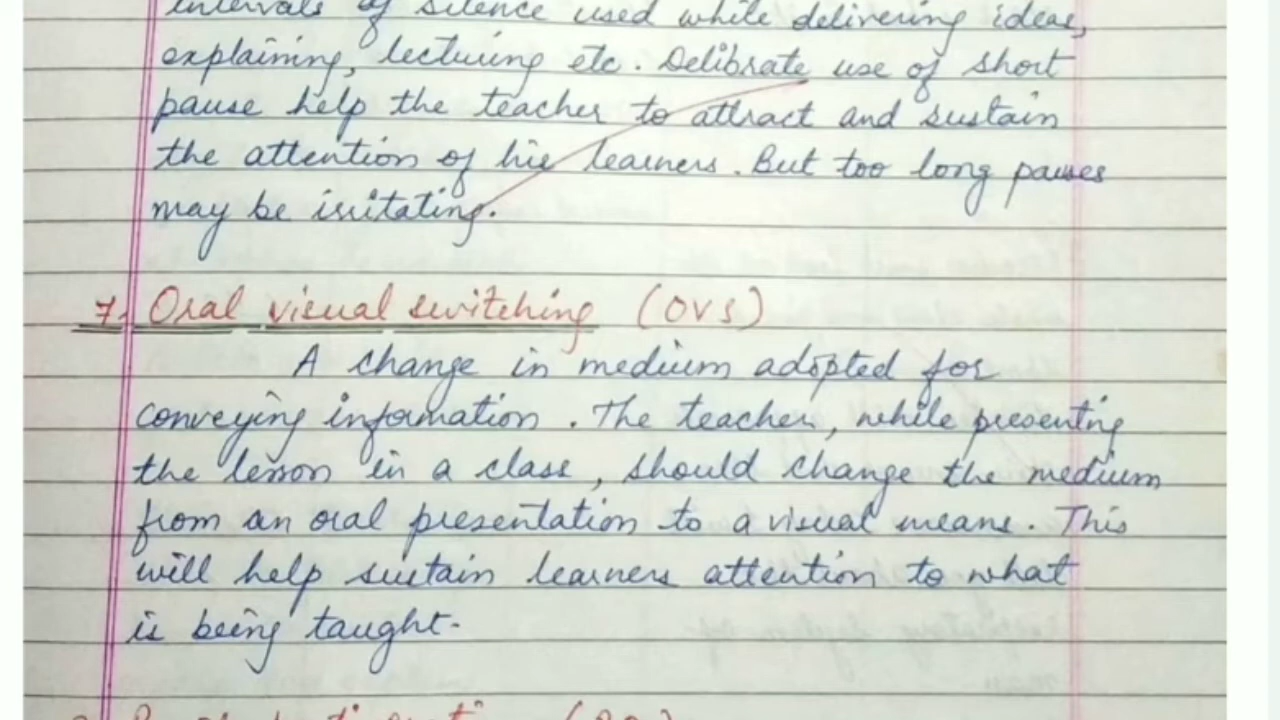 intervals of silence used while delivering ideas,
explaining, lecturing etc. Delibrate use of short
pause help the teacher to attract and sustain
the attention of his learners. But too long pauses
may be irritating.
7. Oral visual switching (OVS)
A change in medium adopted for
conveying information. The teacher, while presenting
the lesson in a class, should change the medium
from an oral presentation to a visual means. This
will help sustain learners attention to what
is being taught.